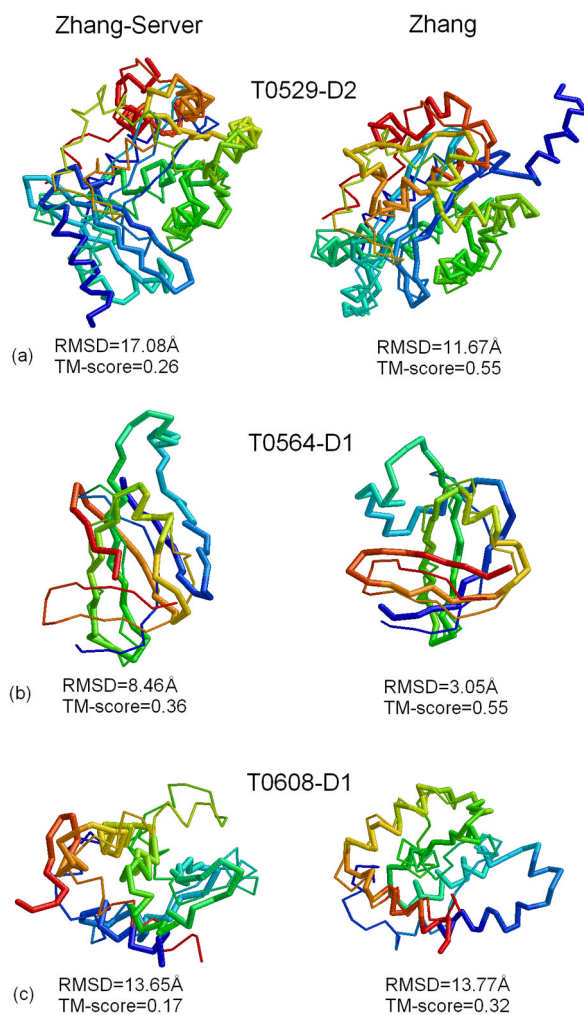 Zhang-Server
Zhang
T0529-D2
(a)
RMSD=17.08Å
TM-score=0.26
RMSD=11.67Å
TM-score=0.55
T0564-D1
(b)
RMSD=8.46Å
TM-score=0.36
RMSD=3.05Å
TM-score=0.55
T0608-D1
(c)
RMSD=13.65Å
TM-score=0.17
RMSD=13.77Å
TM-score=0.32